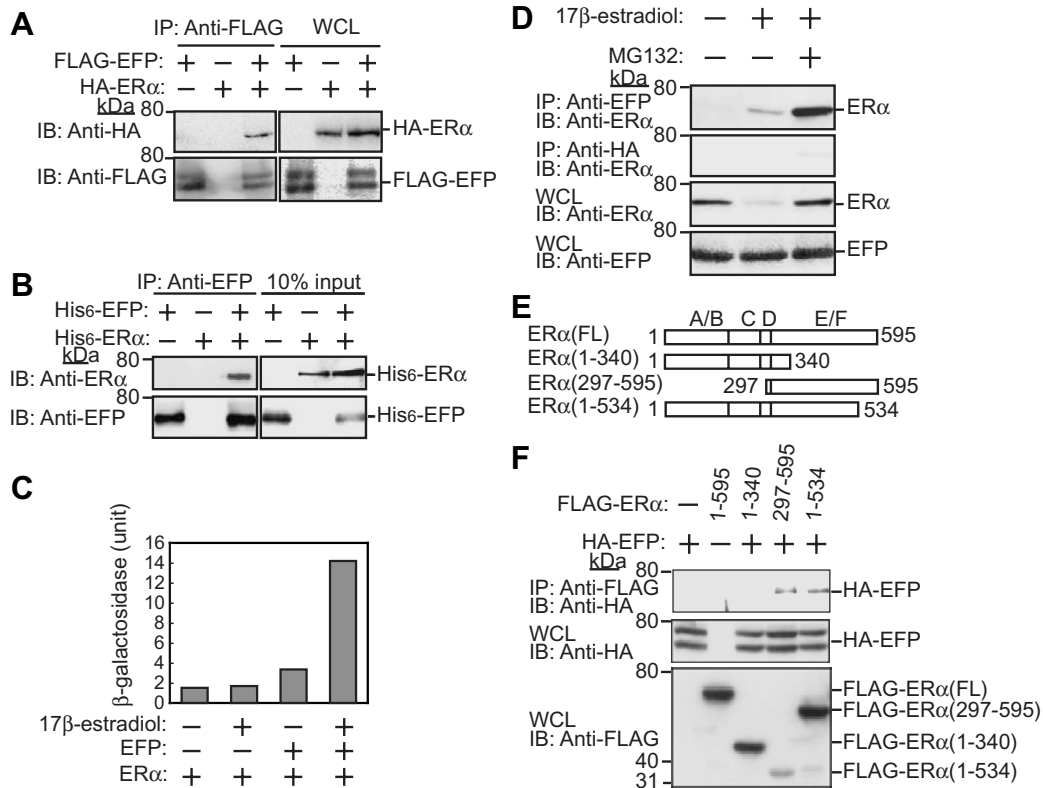 A
IP: Anti-FLAG WCL
FLAG-EFP: + − + + − +
HA-ERα: − + + − + +
kDa
80
IB: Anti-HA HA-ERα
80
IB: Anti-FLAG FLAG-EFP
B
IP: Anti-EFP 10% input
His6-EFP: + − + + − +
His6-ERα: − + + − + +
kDa
80
IB: Anti-ERα His6-ERα
80
IB: Anti-EFP His6-EFP
C
β-galactosidase (unit)
16
14
12
10
8
6
4
2
0
17β-estradiol: − + − +
EFP: − − + +
ERα: + + + +
D
17β-estradiol: − + +
MG132: − − +
kDa
80
IP: Anti-EFP
IB: Anti-ERα ERα
80
IP: Anti-HA
IB: Anti-ERα
80
WCL
IB: Anti-ERα ERα
80
WCL
IB: Anti-EFP EFP
E
A/B C D E/F
ERα(FL) 1 595
ERα(1-340) 1 340
ERα(297-595) 297 595
ERα(1-534) 1 534
F
FLAG-ERα: − 1-595 1-340 297-595 1-534
HA-EFP: + − + + +
kDa
80
IP: Anti-FLAG
IB: Anti-HA HA-EFP
80
WCL
IB: Anti-HA HA-EFP
80
FLAG-ERα(FL)
FLAG-ERα(297-595)
WCL
IB: Anti-FLAG
FLAG-ERα(1-340)
40
FLAG-ERα(1-534)
31